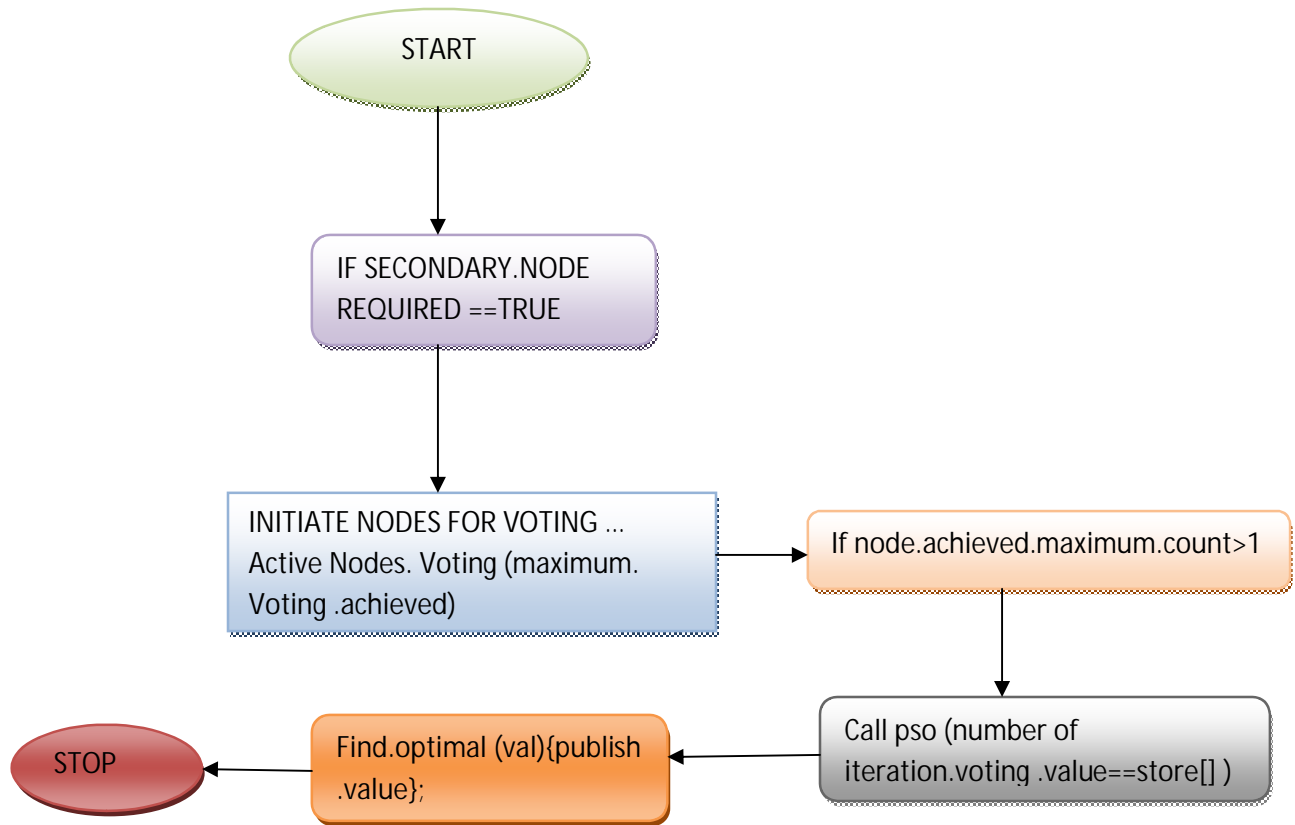 START
IF SECONDARY.NODE
REQUIRED ==TRUE
INITIATE NODES FOR VOTING ...
Active Nodes. Voting (maximum.
Voting .achieved)
If node.achieved.maximum.count>1
Call pso (number of
iteration.voting .value==store[] )
Find.optimal (val){publish
.value};
STOP